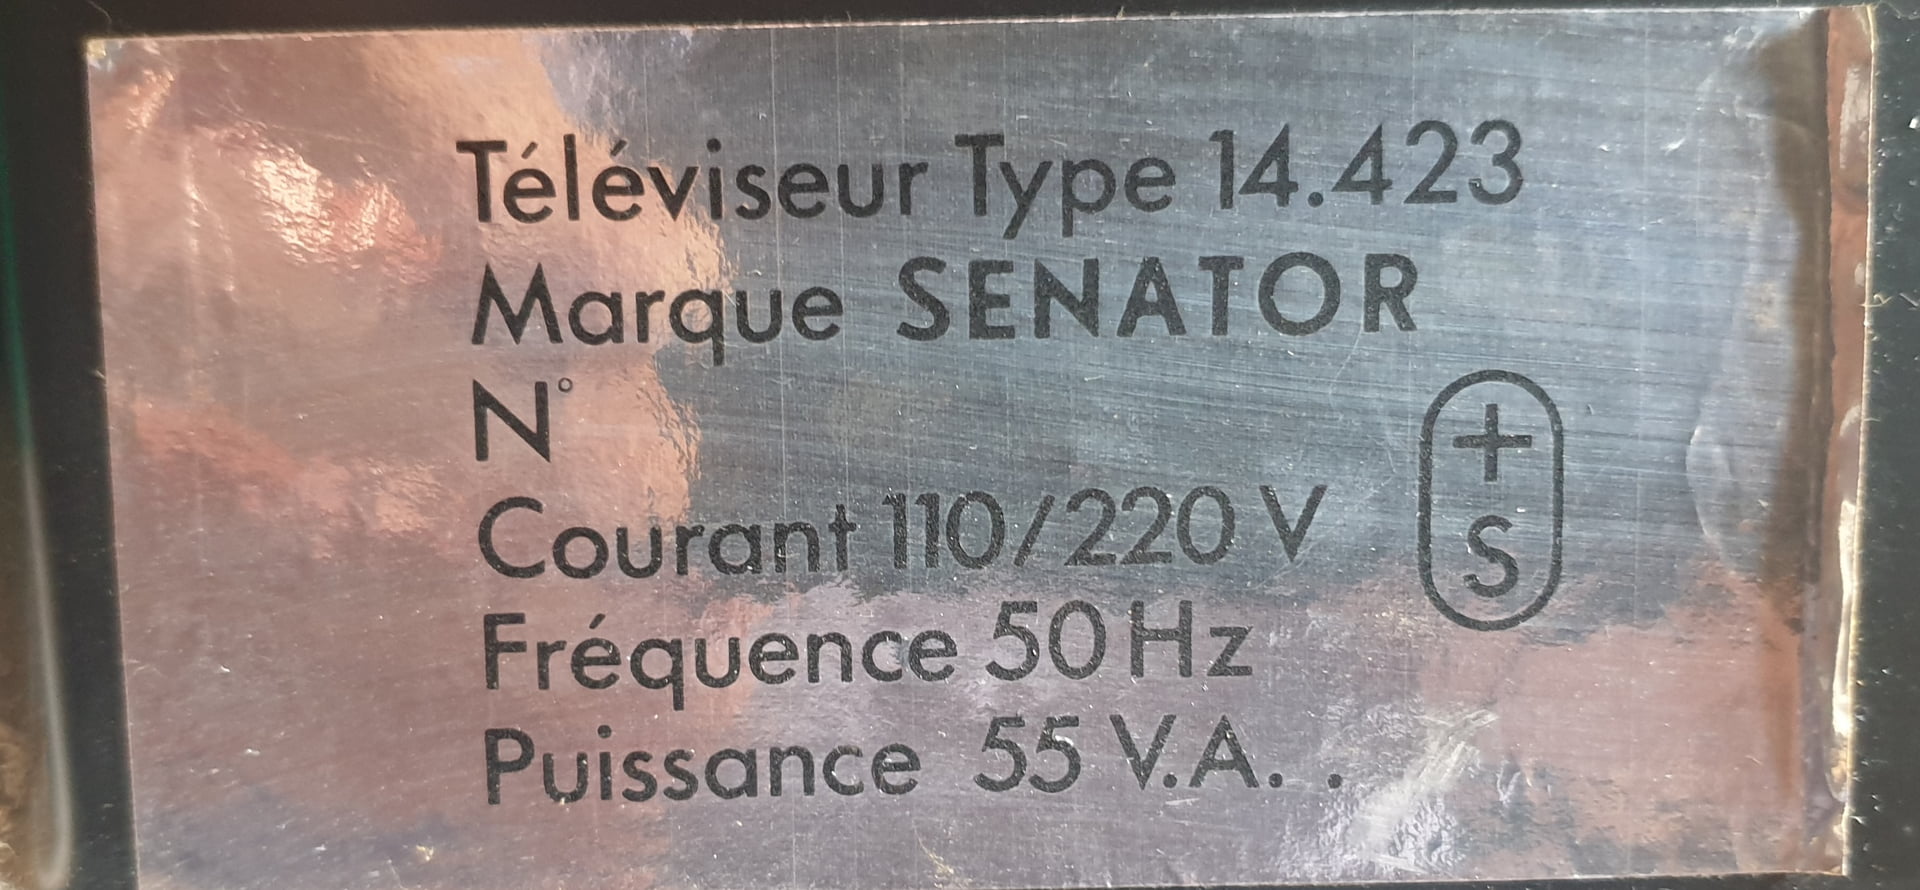 Téléviseur Type 14.423
Marque SENATOR
N°
Courant 110/220 V
Fréquence 50 Hz
Puissance 55 V.A. .
+
S